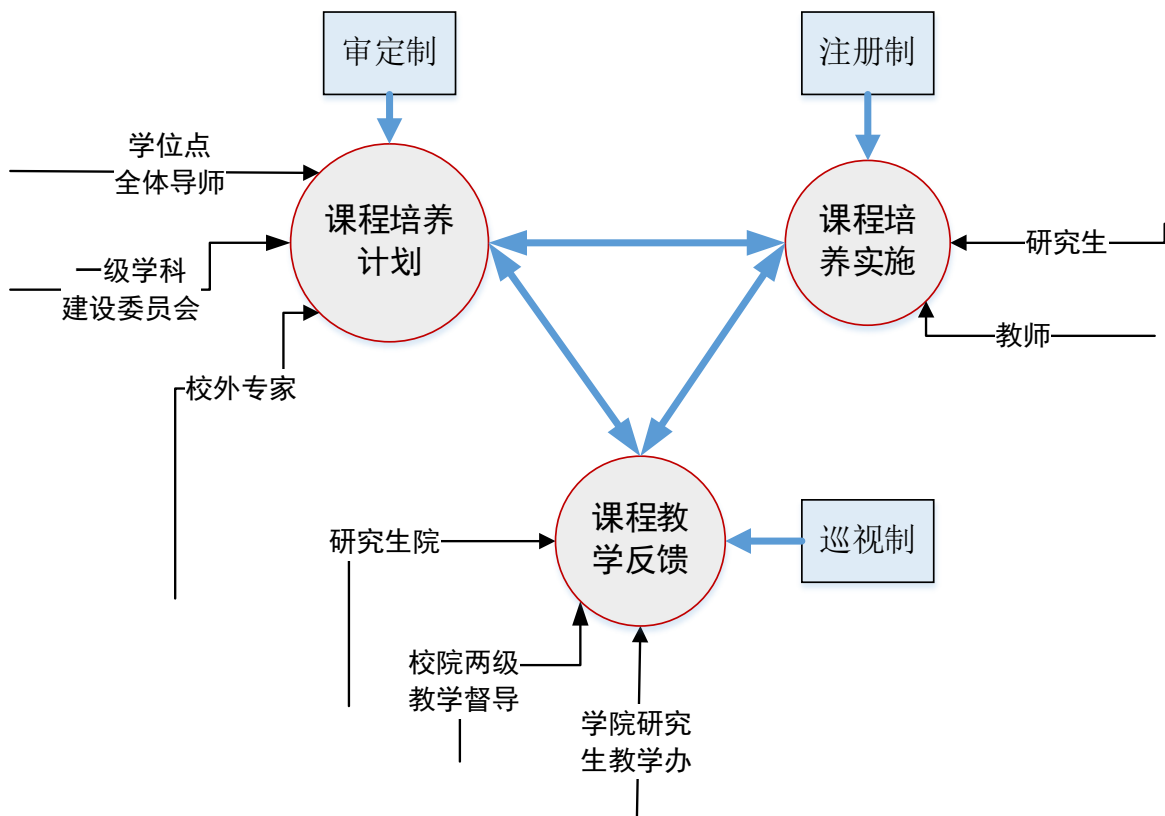 审定制
注册制
学位点
全体导师
课程培养
计划
课程培
养实施
研究生
一级学科
建设委员会
教师
校外专家
课程教
学反馈
研究生院
巡视制
校院两级
教学督导
学院研究
生教学办